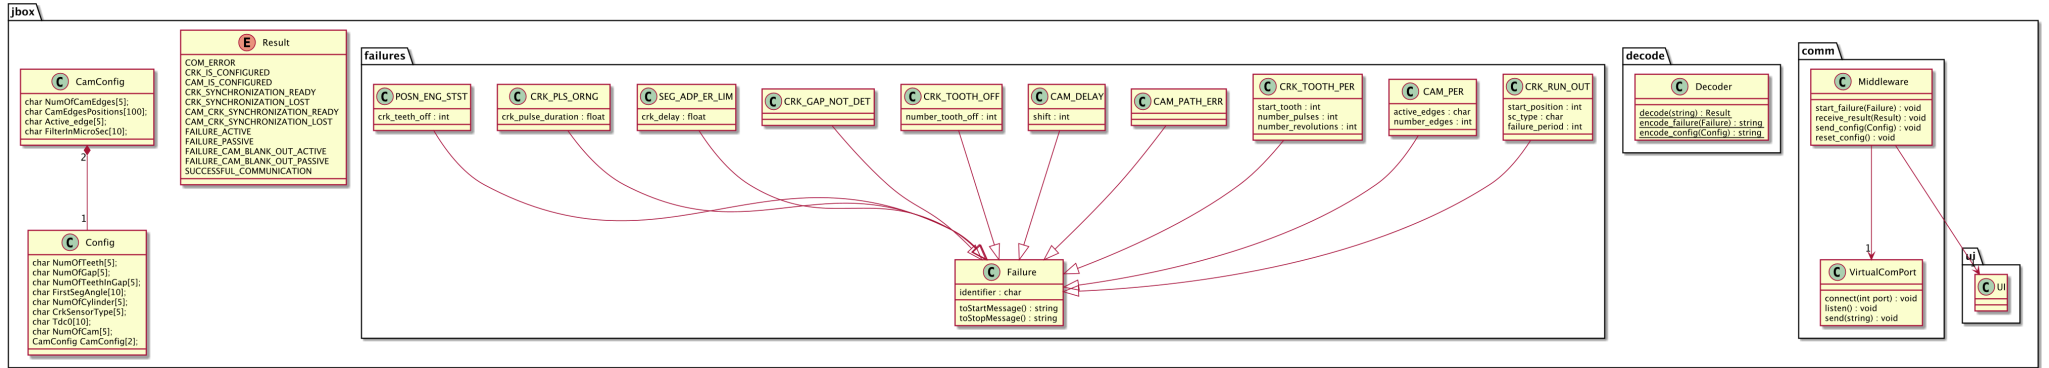 jbox
C CamConfig
char NumOfCamEdges[5];
char CamEdgesPositions[100];
char Active_edge[5];
char FilterInMicroSec[10];
2
1
C Config
char NumOfTeeth[5];
char NumOfGap[5];
char NumOfTeethInGap[5];
char FirstSegAngle[10];
char NumOfCylinder[5];
char CrkSensorType[5];
char Tdc0[10];
char NumOfCam[5];
CamConfig CamConfig[2];
E Result
COM_ERROR
CRK_IS_CONFIGURED
CAM_IS_CONFIGURED
CRK_SYNCHRONIZATION_READY
CRK_SYNCHRONIZATION_LOST
CAM_CRK_SYNCHRONIZATION_READY
CAM_CRK_SYNCHRONIZATION_LOST
FAILURE_ACTIVE
FAILURE_PASSIVE
FAILURE_CAM_BLANK_OUT_ACTIVE
FAILURE_CAM_BLANK_OUT_PASSIVE
SUCCESSFUL_COMMUNICATION
failures
C POSN_ENG_STST
crk_teeth_off : int
C CRK_PLS_ORNG
crk_pulse_duration : float
C SEG_ADP_ER_LIM
crk_delay : float
C CRK_GAP_NOT_DET
C CRK_TOOTH_OFF
number_tooth_off : int
C CAM_DELAY
shift : int
C CAM_PATH_ERR
C CRK_TOOTH_PER
start_tooth : int
number_pulses : int
number_revolutions : int
C CAM_PER
active_edges : char
number_edges : int
C CRK_RUN_OUT
start_position : int
sc_type : char
failure_period : int
C Failure
identifier : char
toStartMessage() : string
toStopMessage() : string
decode
C Decoder
decode(string) : Result
encode_failure(Failure) : string
encode_config(Config) : string
comm
C Middleware
start_failure(Failure) : void
receive_result(Result) : void
send_config(Config) : void
reset_config() : void
1
C VirtualComPort
connect(int port) : void
listen() : void
send(string) : void
ui
1
C UI